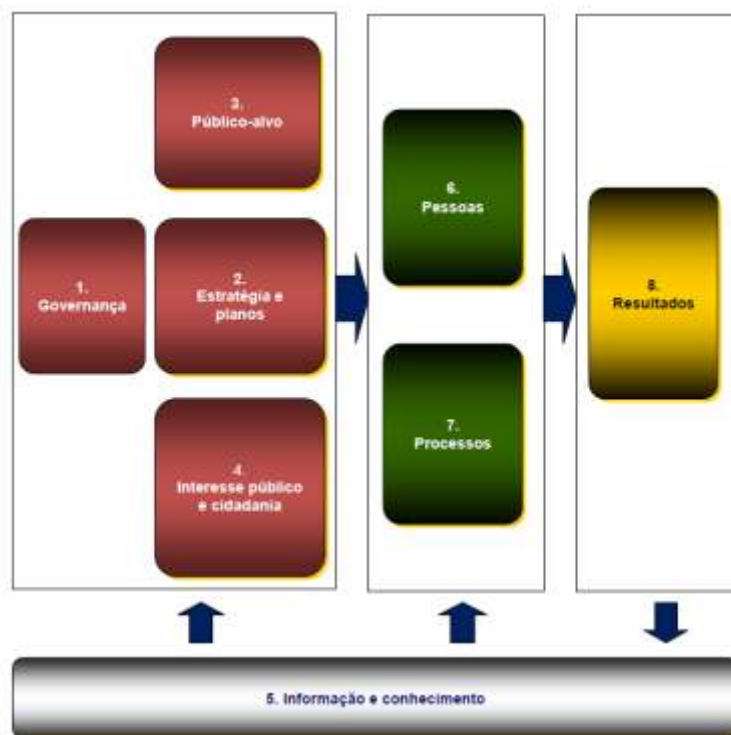 3.
Público-alvo
1.
Governança
2.
Estratégia e
planos
4.
Interesse público
e cidadania
6.
Pessoas
7.
Processos
8.
Resultados
5. Informação e conhecimento